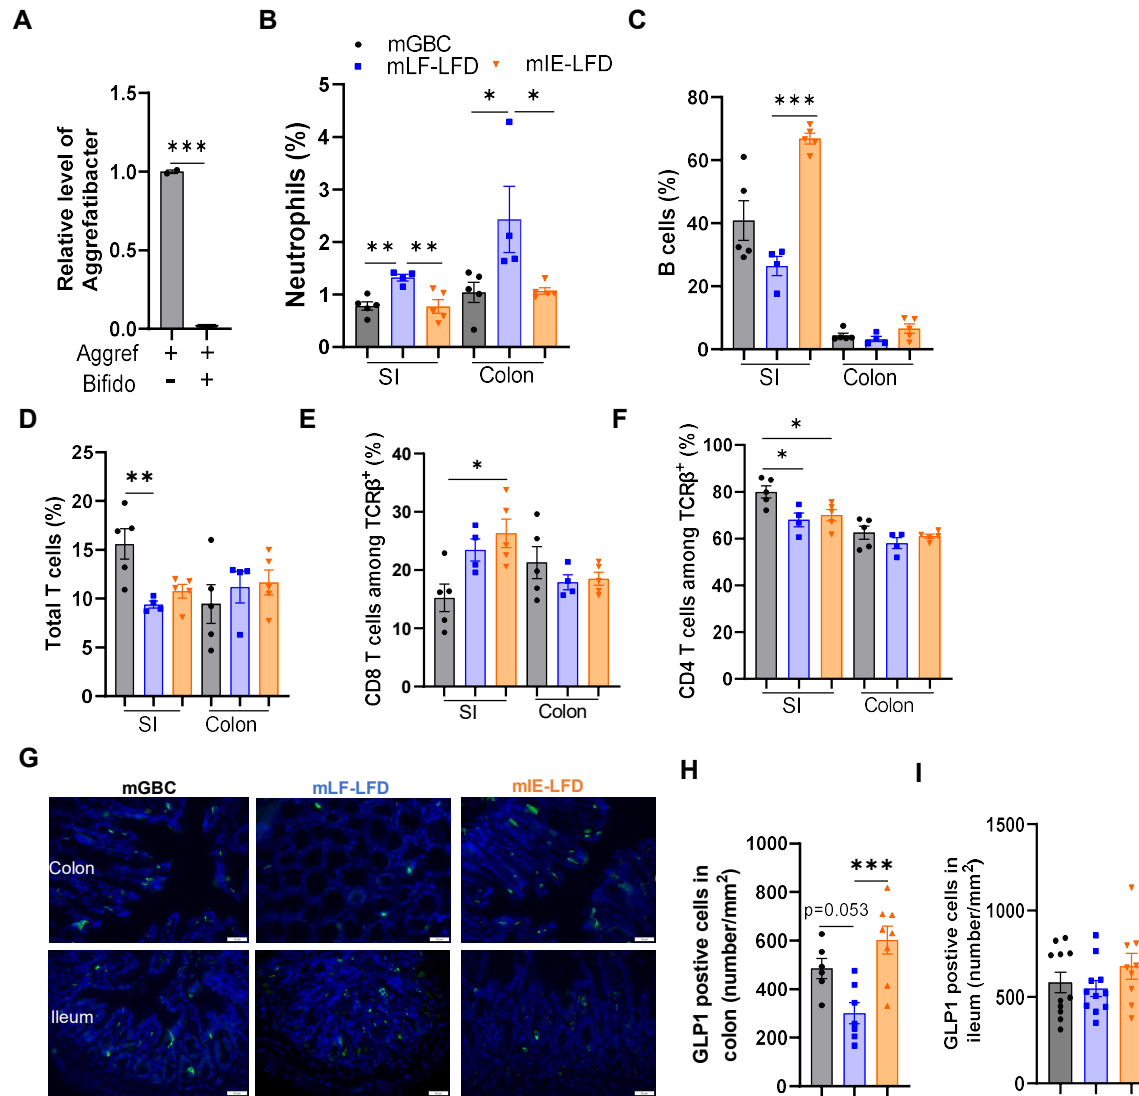 A
B
C
mGBC
mLF-LFD
mIE-LFD
Relative level of
Aggrefatibacter
1.5
1.0
0.5
0.0
***
Aggref + +
Bifido - +
Neutrophils (%)
5
4
3
2
1
0
** ** * *
SI Colon
B cells (%)
80
60
40
20
0
***
SI Colon
D
E
F
Total T cells (%)
25
20
15
10
5
0
**
SI Colon
CD8 T cells among TCRβ+ (%)
40
30
20
10
0
*
SI Colon
CD4 T cells among TCRβ+ (%)
100
80
60
40
20
0
*
*
SI Colon
G
mGBC mLF-LFD mIE-LFD
Colon
Ileum
H
GLP1 postive cells in
colon (number/mm2)
1000
800
600
400
200
0
***
p=0.053
I
GLP1 postive cells in
ileum (number/mm2)
1500
1000
500
0